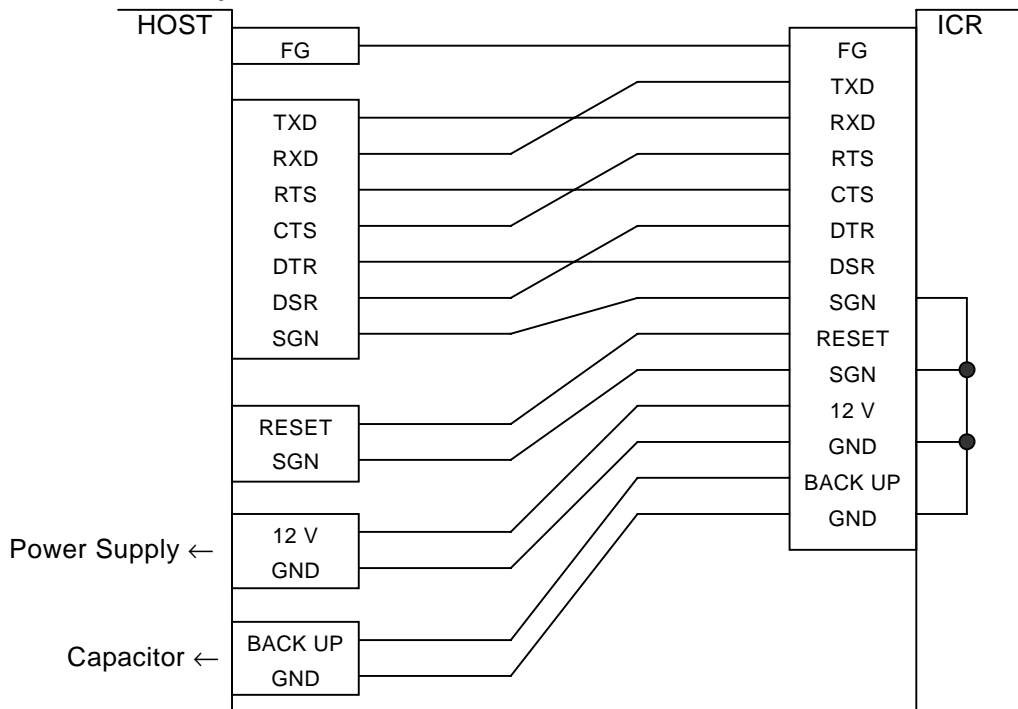 HOST
FG
TXD
RXD
RTS
CTS
DTR
DSR
SGN
RESET
SGN
Power Supply ←
12 V
GND
Capacitor ←
BACK UP
GND
ICR
FG
TXD
RXD
RTS
CTS
DTR
DSR
SGN
RESET
SGN
12 V
GND
BACK UP
GND